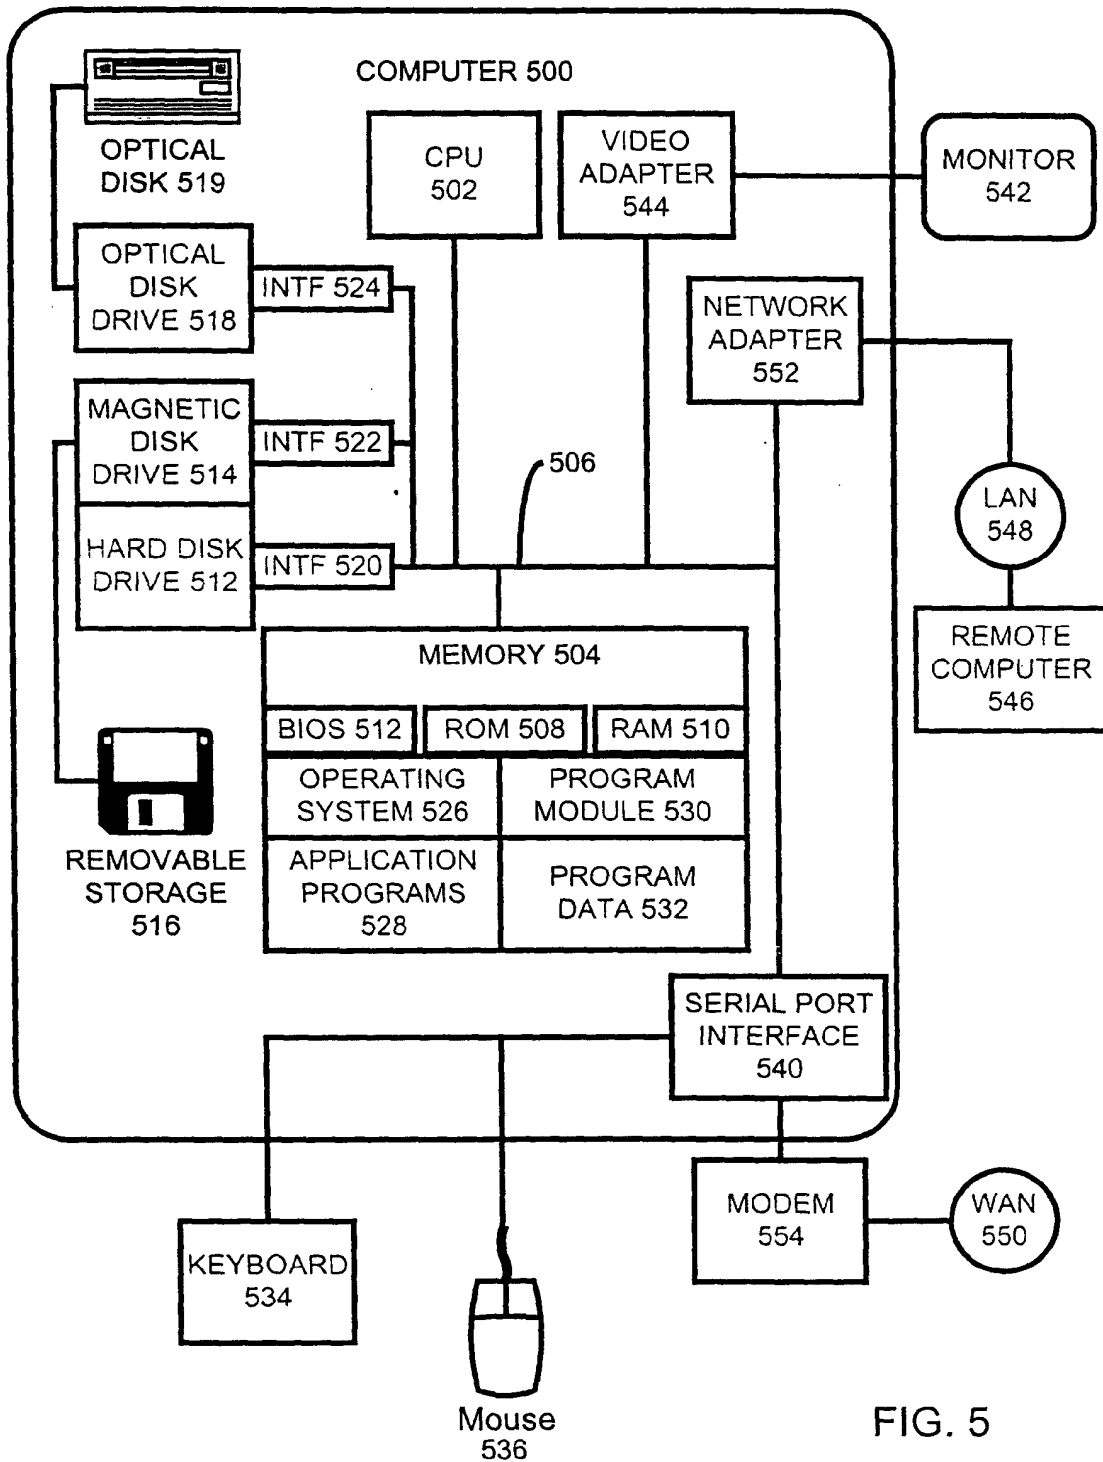 COMPUTER 500
OPTICAL
DISK 519
CPU
502
VIDEO
ADAPTER
544
MONITOR
542
OPTICAL
DISK
DRIVE 518
INTF 524
NETWORK
ADAPTER
552
MAGNETIC
DISK
DRIVE 514
INTF 522
506
LAN
548
HARD DISK
DRIVE 512
INTF 520
REMOTE
COMPUTER
546
MEMORY 504
BIOS 512
ROM 508
RAM 510
OPERATING
SYSTEM 526
PROGRAM
MODULE 530
REMOVABLE
STORAGE
516
APPLICATION
PROGRAMS
528
PROGRAM
DATA 532
SERIAL PORT
INTERFACE
540
MODEM
554
WAN
550
KEYBOARD
534
Mouse
536
FIG. 5